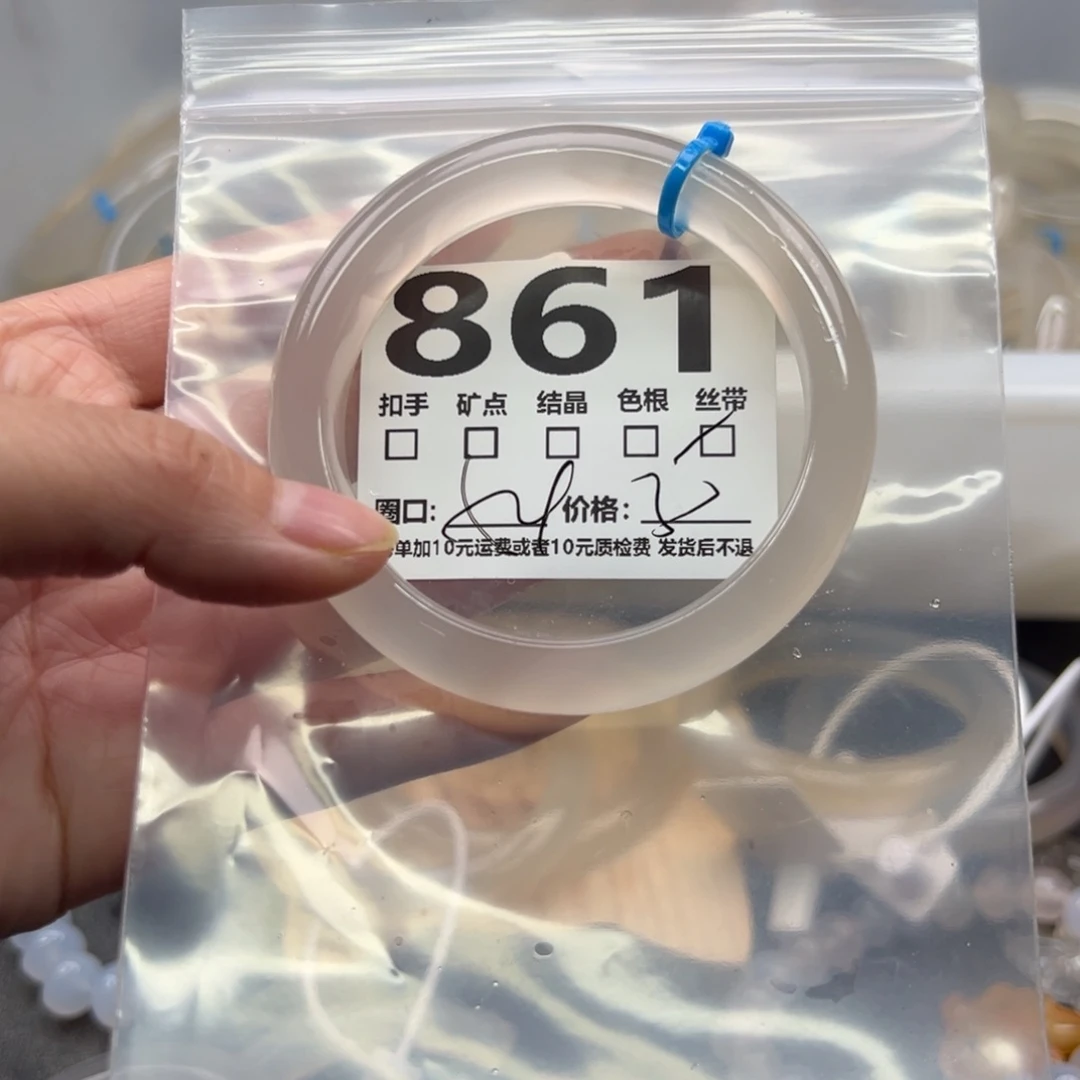 861
扣手 矿点 结晶 色根 丝带
圈口: 价格:
单加10元运费或者10元质检费 发货后不退